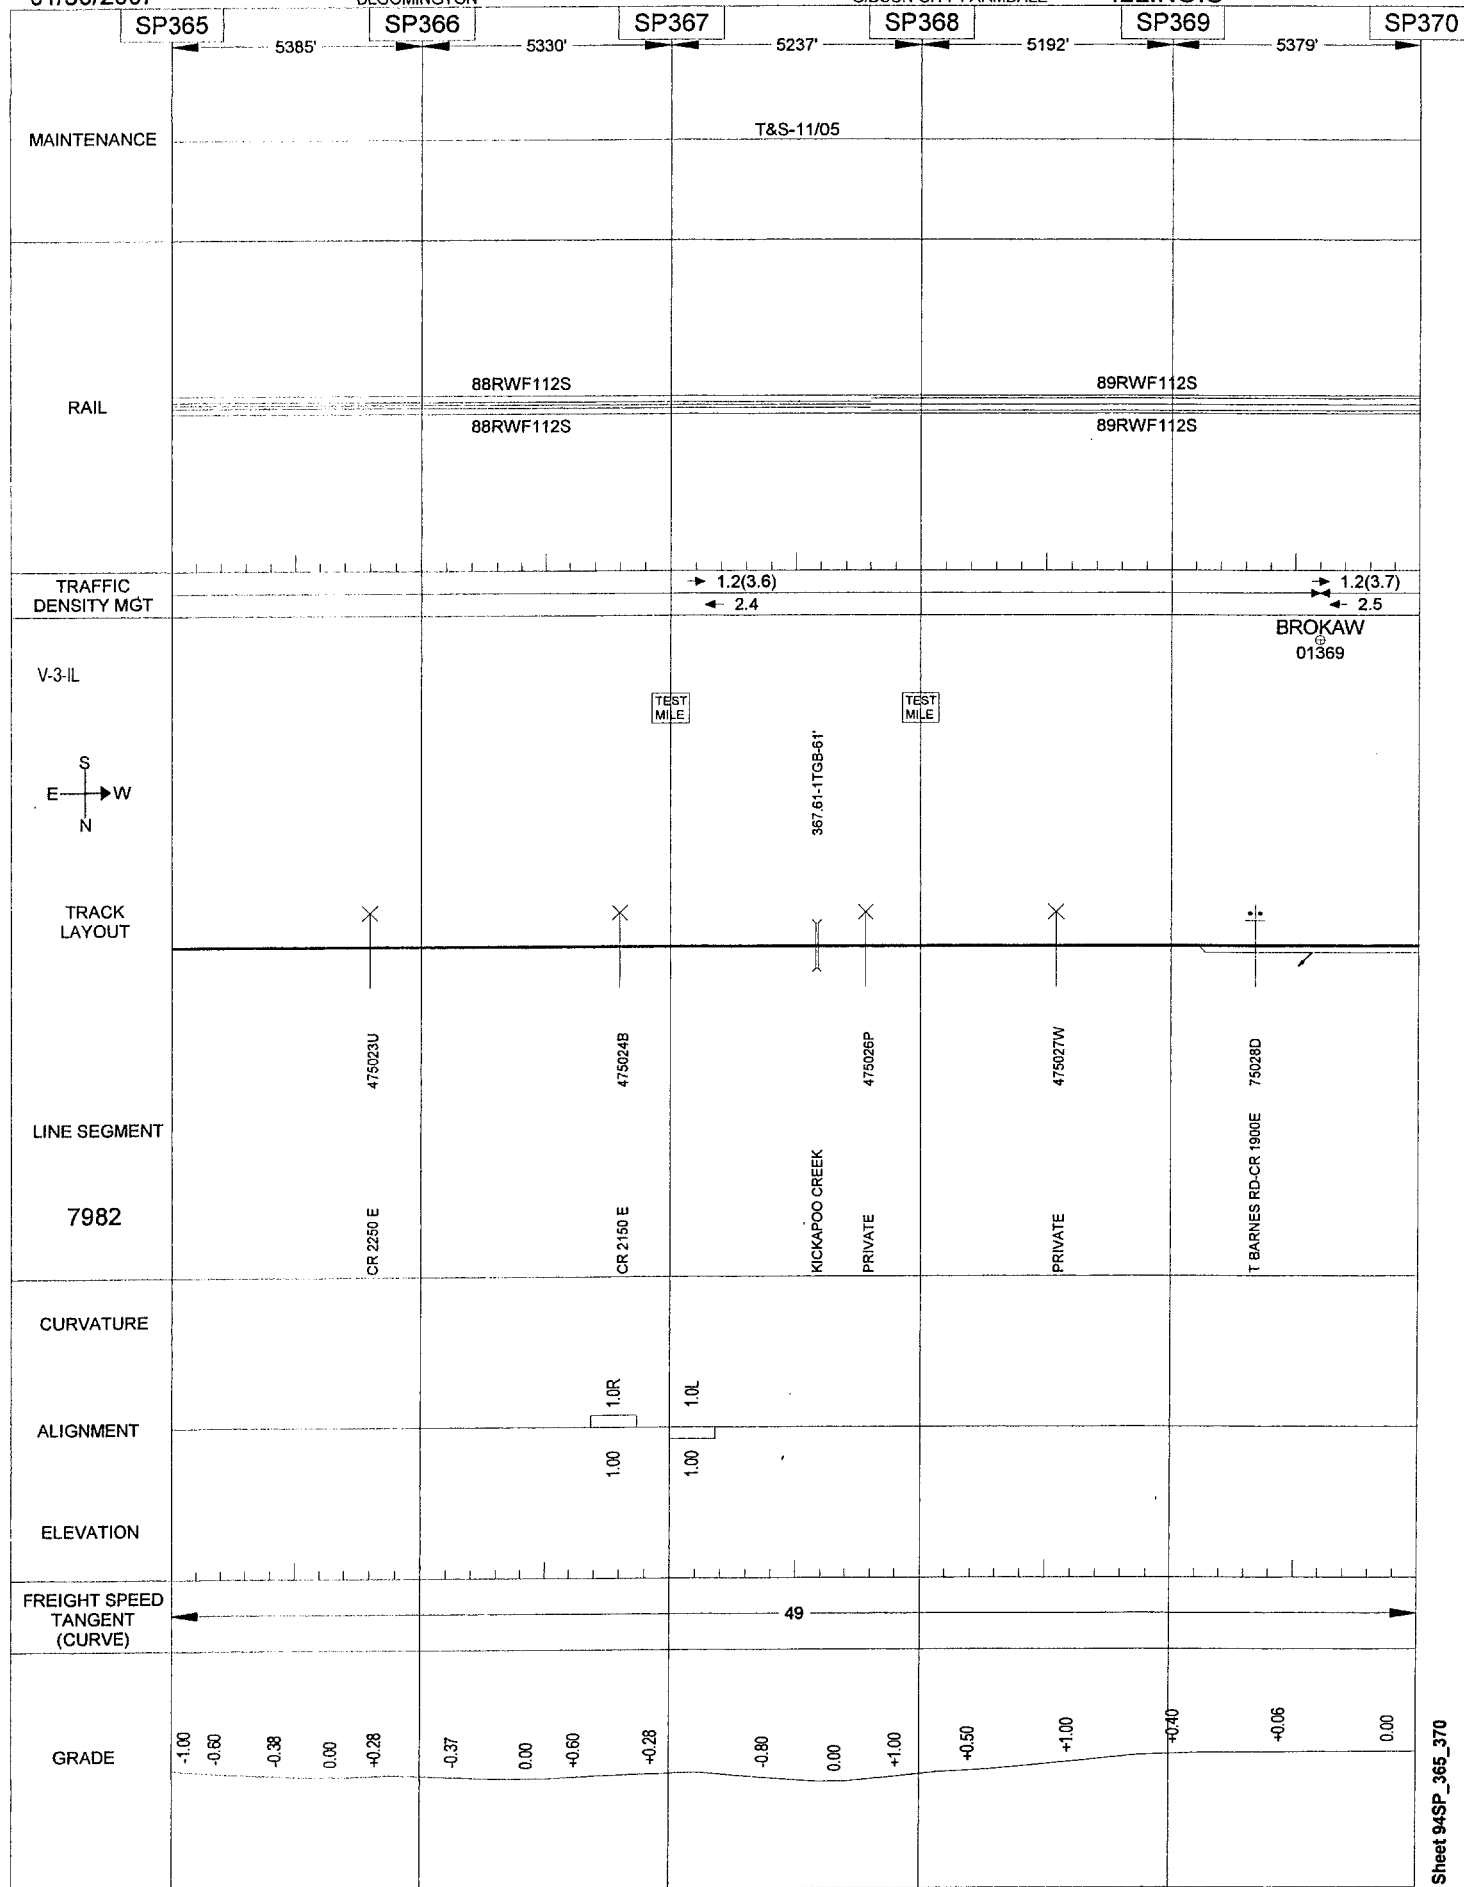 SP365
SP366
SP367
SP368
SP369
SP370
5385'
5330'
5237'
5192'
5379'
MAINTENANCE
T&S-11/05
RAIL
88RWF112S
89RWF112S
88RWF112S
89RWF112S
TRAFFIC
DENSITY MGT
1.2(3.6)
2.4
1.2(3.7)
2.5
BROKAW
01369
V-3-IL
TEST
MILE
TEST
MILE
367.61-1TGB-61'
S
E
W
N
TRACK
LAYOUT
475023U
475024B
475026P
475027W
75028D
LINE SEGMENT
7982
CR 2250 E
CR 2150 E
KICKAPOO CREEK
PRIVATE
PRIVATE
T BARNES RD-CR 1900E
CURVATURE
1.0R
1.0L
ALIGNMENT
1.00
1.00
ELEVATION
FREIGHT SPEED
TANGENT
(CURVE)
49
GRADE
-1.00
-0.60
-0.38
0.00
+0.28
-0.37
0.00
+0.60
+0.28
-0.80
0.00
+1.00
+0.50
+1.00
+0.40
+0.06
0.00
Sheet 94SP_365_370